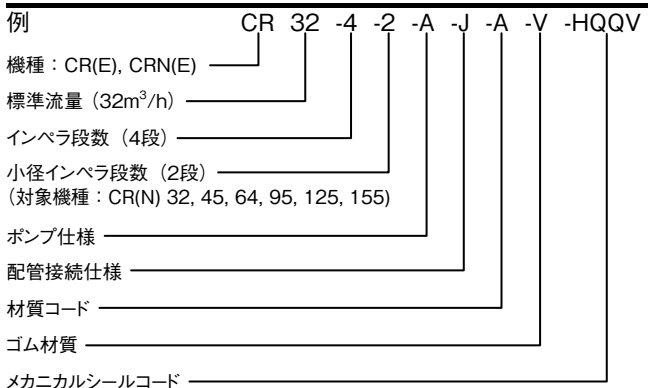 例 CR 32 -4 -2 -A -J -A -V -HQQV
機種：CR(E), CRN(E)
標準流量（32m³/h）
インペラ段数（4段）
小径インペラ段数（2段）
（対象機種：CR(N) 32, 45, 64, 95, 125, 155)
ポンプ仕様
配管接続仕様
材質コード
ゴム材質
メカニカルシールコード